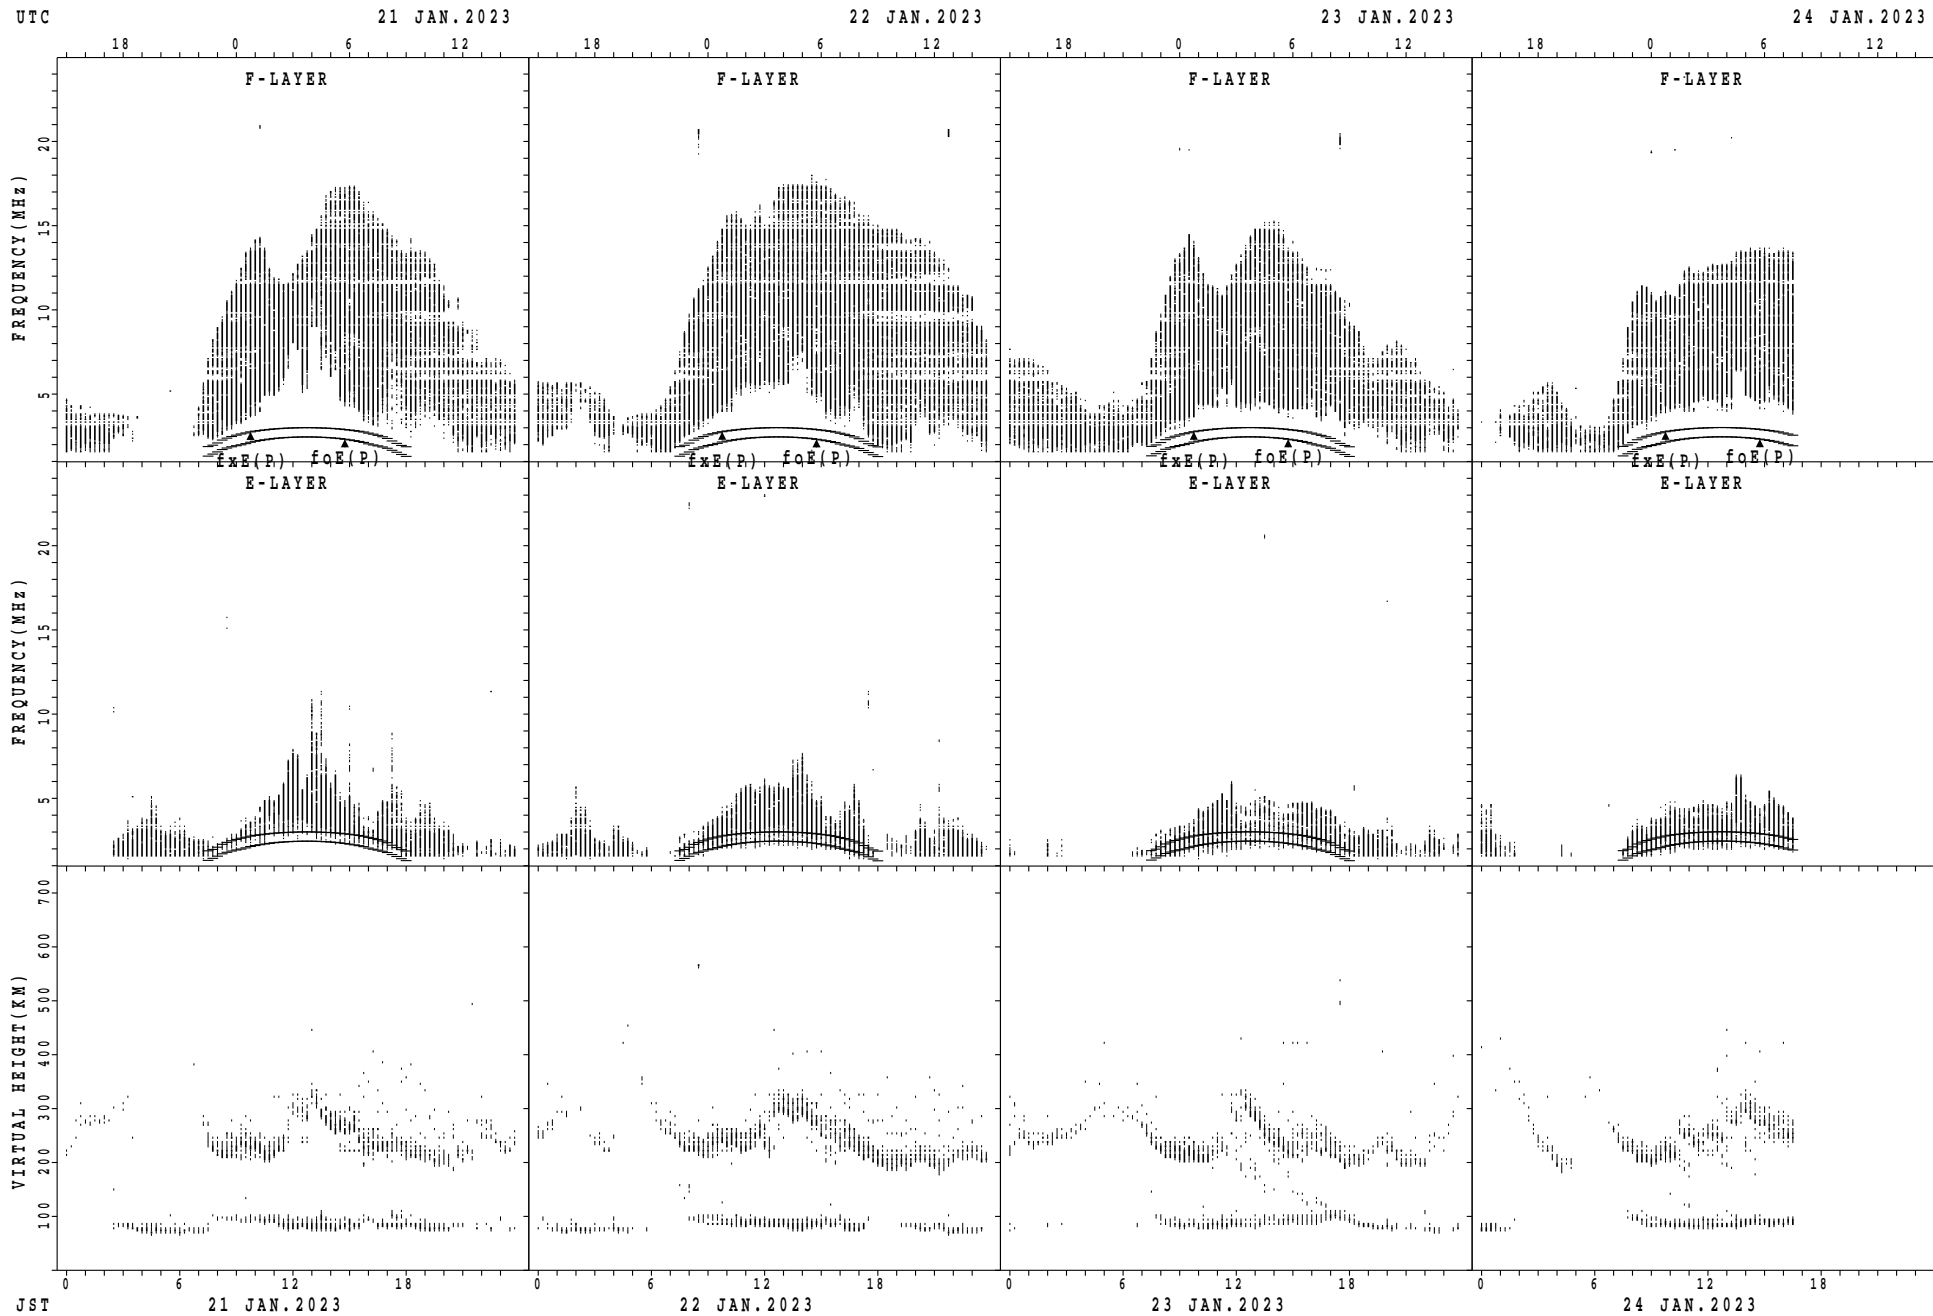 UTC 21 JAN.2023 22 JAN.2023 23 JAN.2023 24 JAN.2023
18 0 6 12 18 0 6 12 18 0 6 12 18 0 6 12
F-LAYER F-LAYER F-LAYER F-LAYER
FREQUENCY(MHz)
20
15
10
5
fxE(P) foE(P) fxE(P) foE(P) fxE(P) foE(P) fxE(P) foE(P)
E-LAYER E-LAYER E-LAYER E-LAYER
FREQUENCY(MHz)
20
15
10
5
VIRTUAL HEIGHT(KM)
700
600
500
400
300
200
100
0 6 12 18 0 6 12 18 0 6 12 18 0 6 12 18
JST 21 JAN.2023 22 JAN.2023 23 JAN.2023 24 JAN.2023